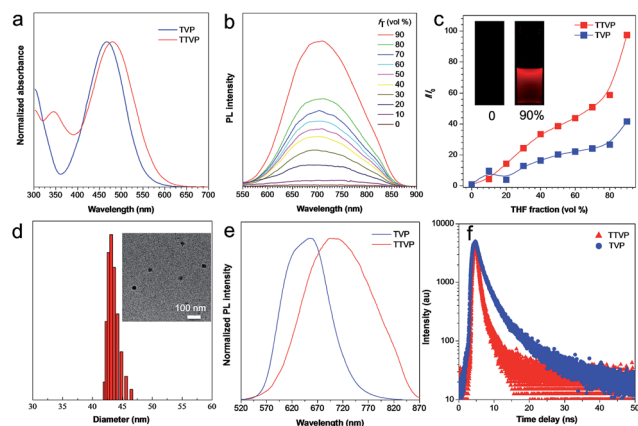 a
TVP
TTVP
Normalized absorbance
300 350 400 450 500 550 600 650 700
Wavelength (nm)
b
fT (vol %)
90
80
70
60
50
40
30
20
10
0
PL intensity
550 600 650 700 750 800 850 900
Wavelength (nm)
c
TTVP
TVP
0 90%
I/I0
100
80
60
40
20
0
0 20 40 60 80
THF fraction (vol %)
d
100 nm
30 35 40 45 50 55 60
Diameter (nm)
e
TVP
TTVP
Normalized PL intensity
520 570 620 670 720 770 820 870
Wavelength (nm)
f
TTVP
TVP
Intensity (au)
10000
1000
100
10
0 10 20 30 40 50
Time delay (ns)